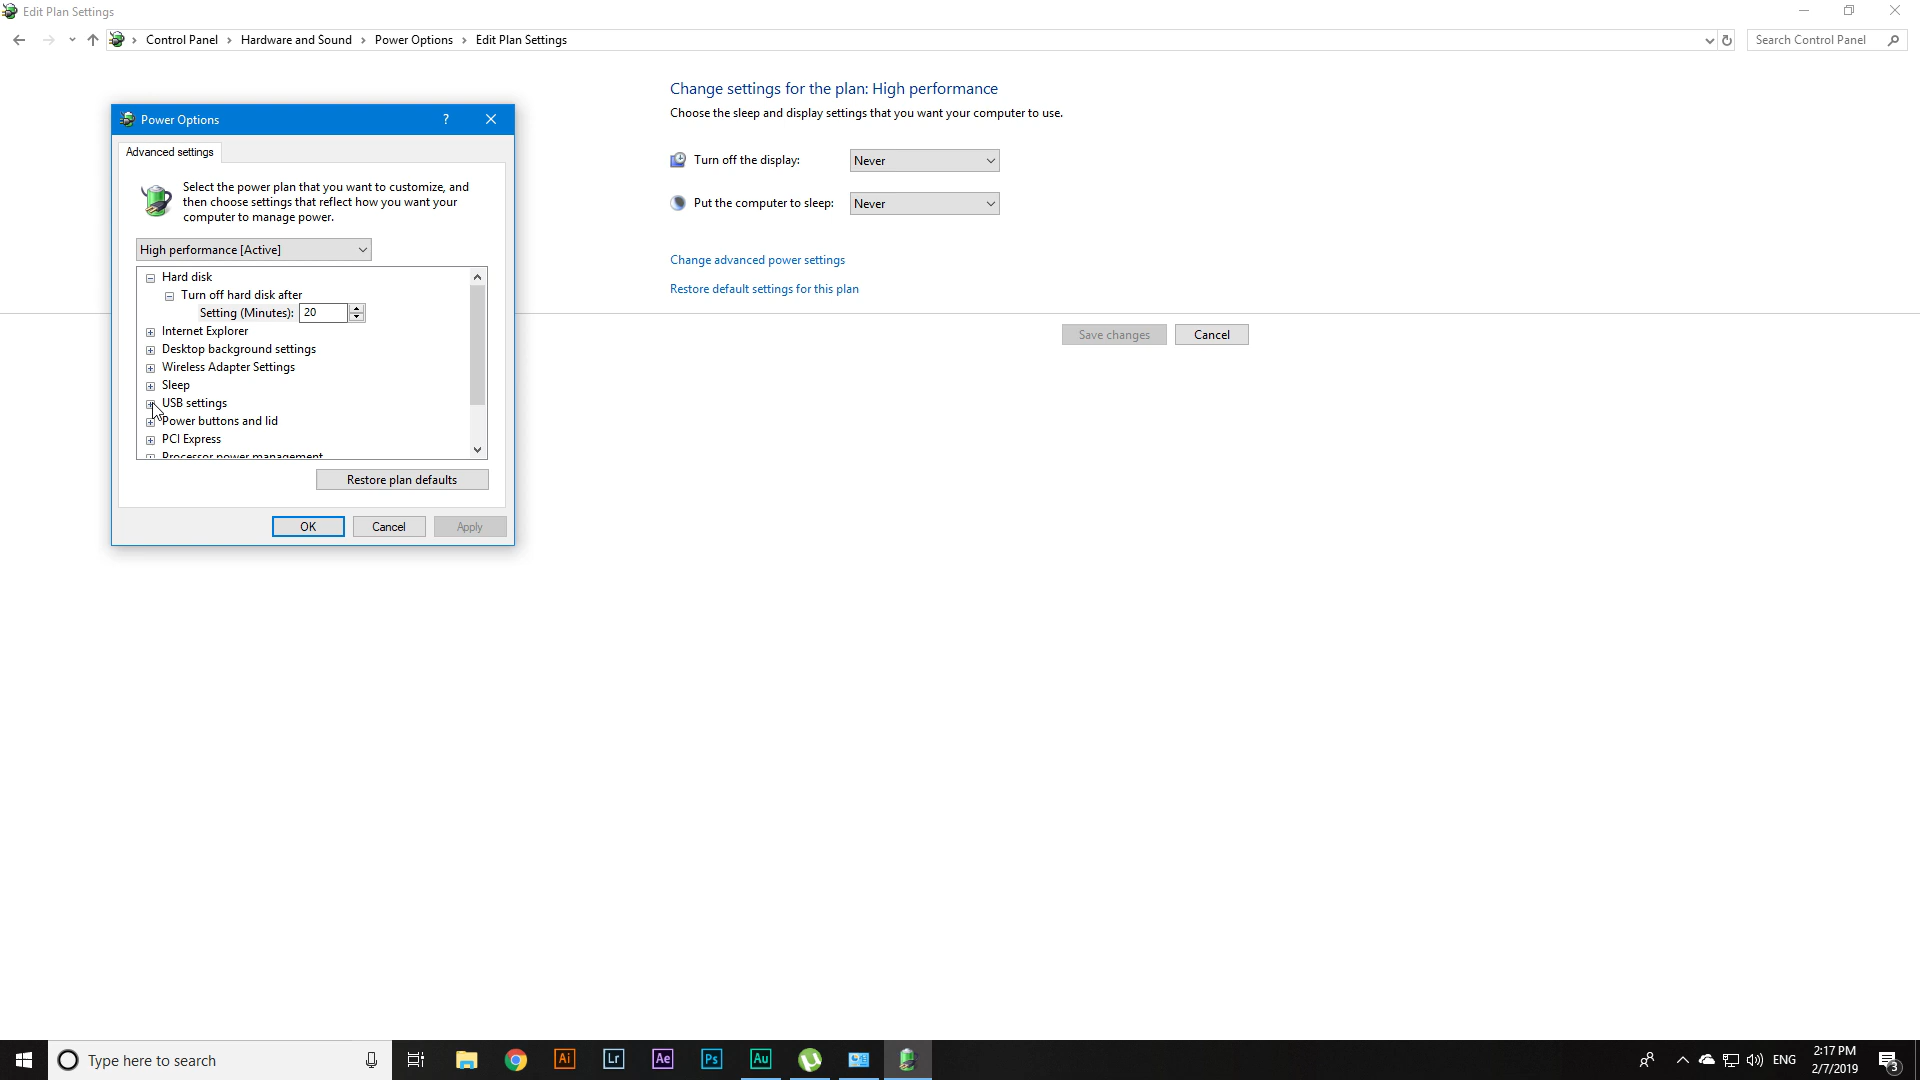 Edit Plan Settings
Control Panel > Hardware and Sound > Power Options > Edit Plan Settings
Search Control Panel
Change settings for the plan: High performance
Choose the sleep and display settings that you want your computer to use.
Turn off the display: Never
Put the computer to sleep: Never
Change advanced power settings
Restore default settings for this plan
Save changes Cancel
Power Options
?
Advanced settings
Select the power plan that you want to customize, and
then choose settings that reflect how you want your
computer to manage power.
High performance [Active]
Hard disk
Turn off hard disk after
Setting (Minutes): 20
Internet Explorer
Desktop background settings
Wireless Adapter Settings
Sleep
USB settings
Power buttons and lid
PCI Express
Processor power management
Restore plan defaults
OK Cancel Apply
Type here to search
Ai Lr Ae Ps Au
ENG
2:17 PM
2/7/2019
3